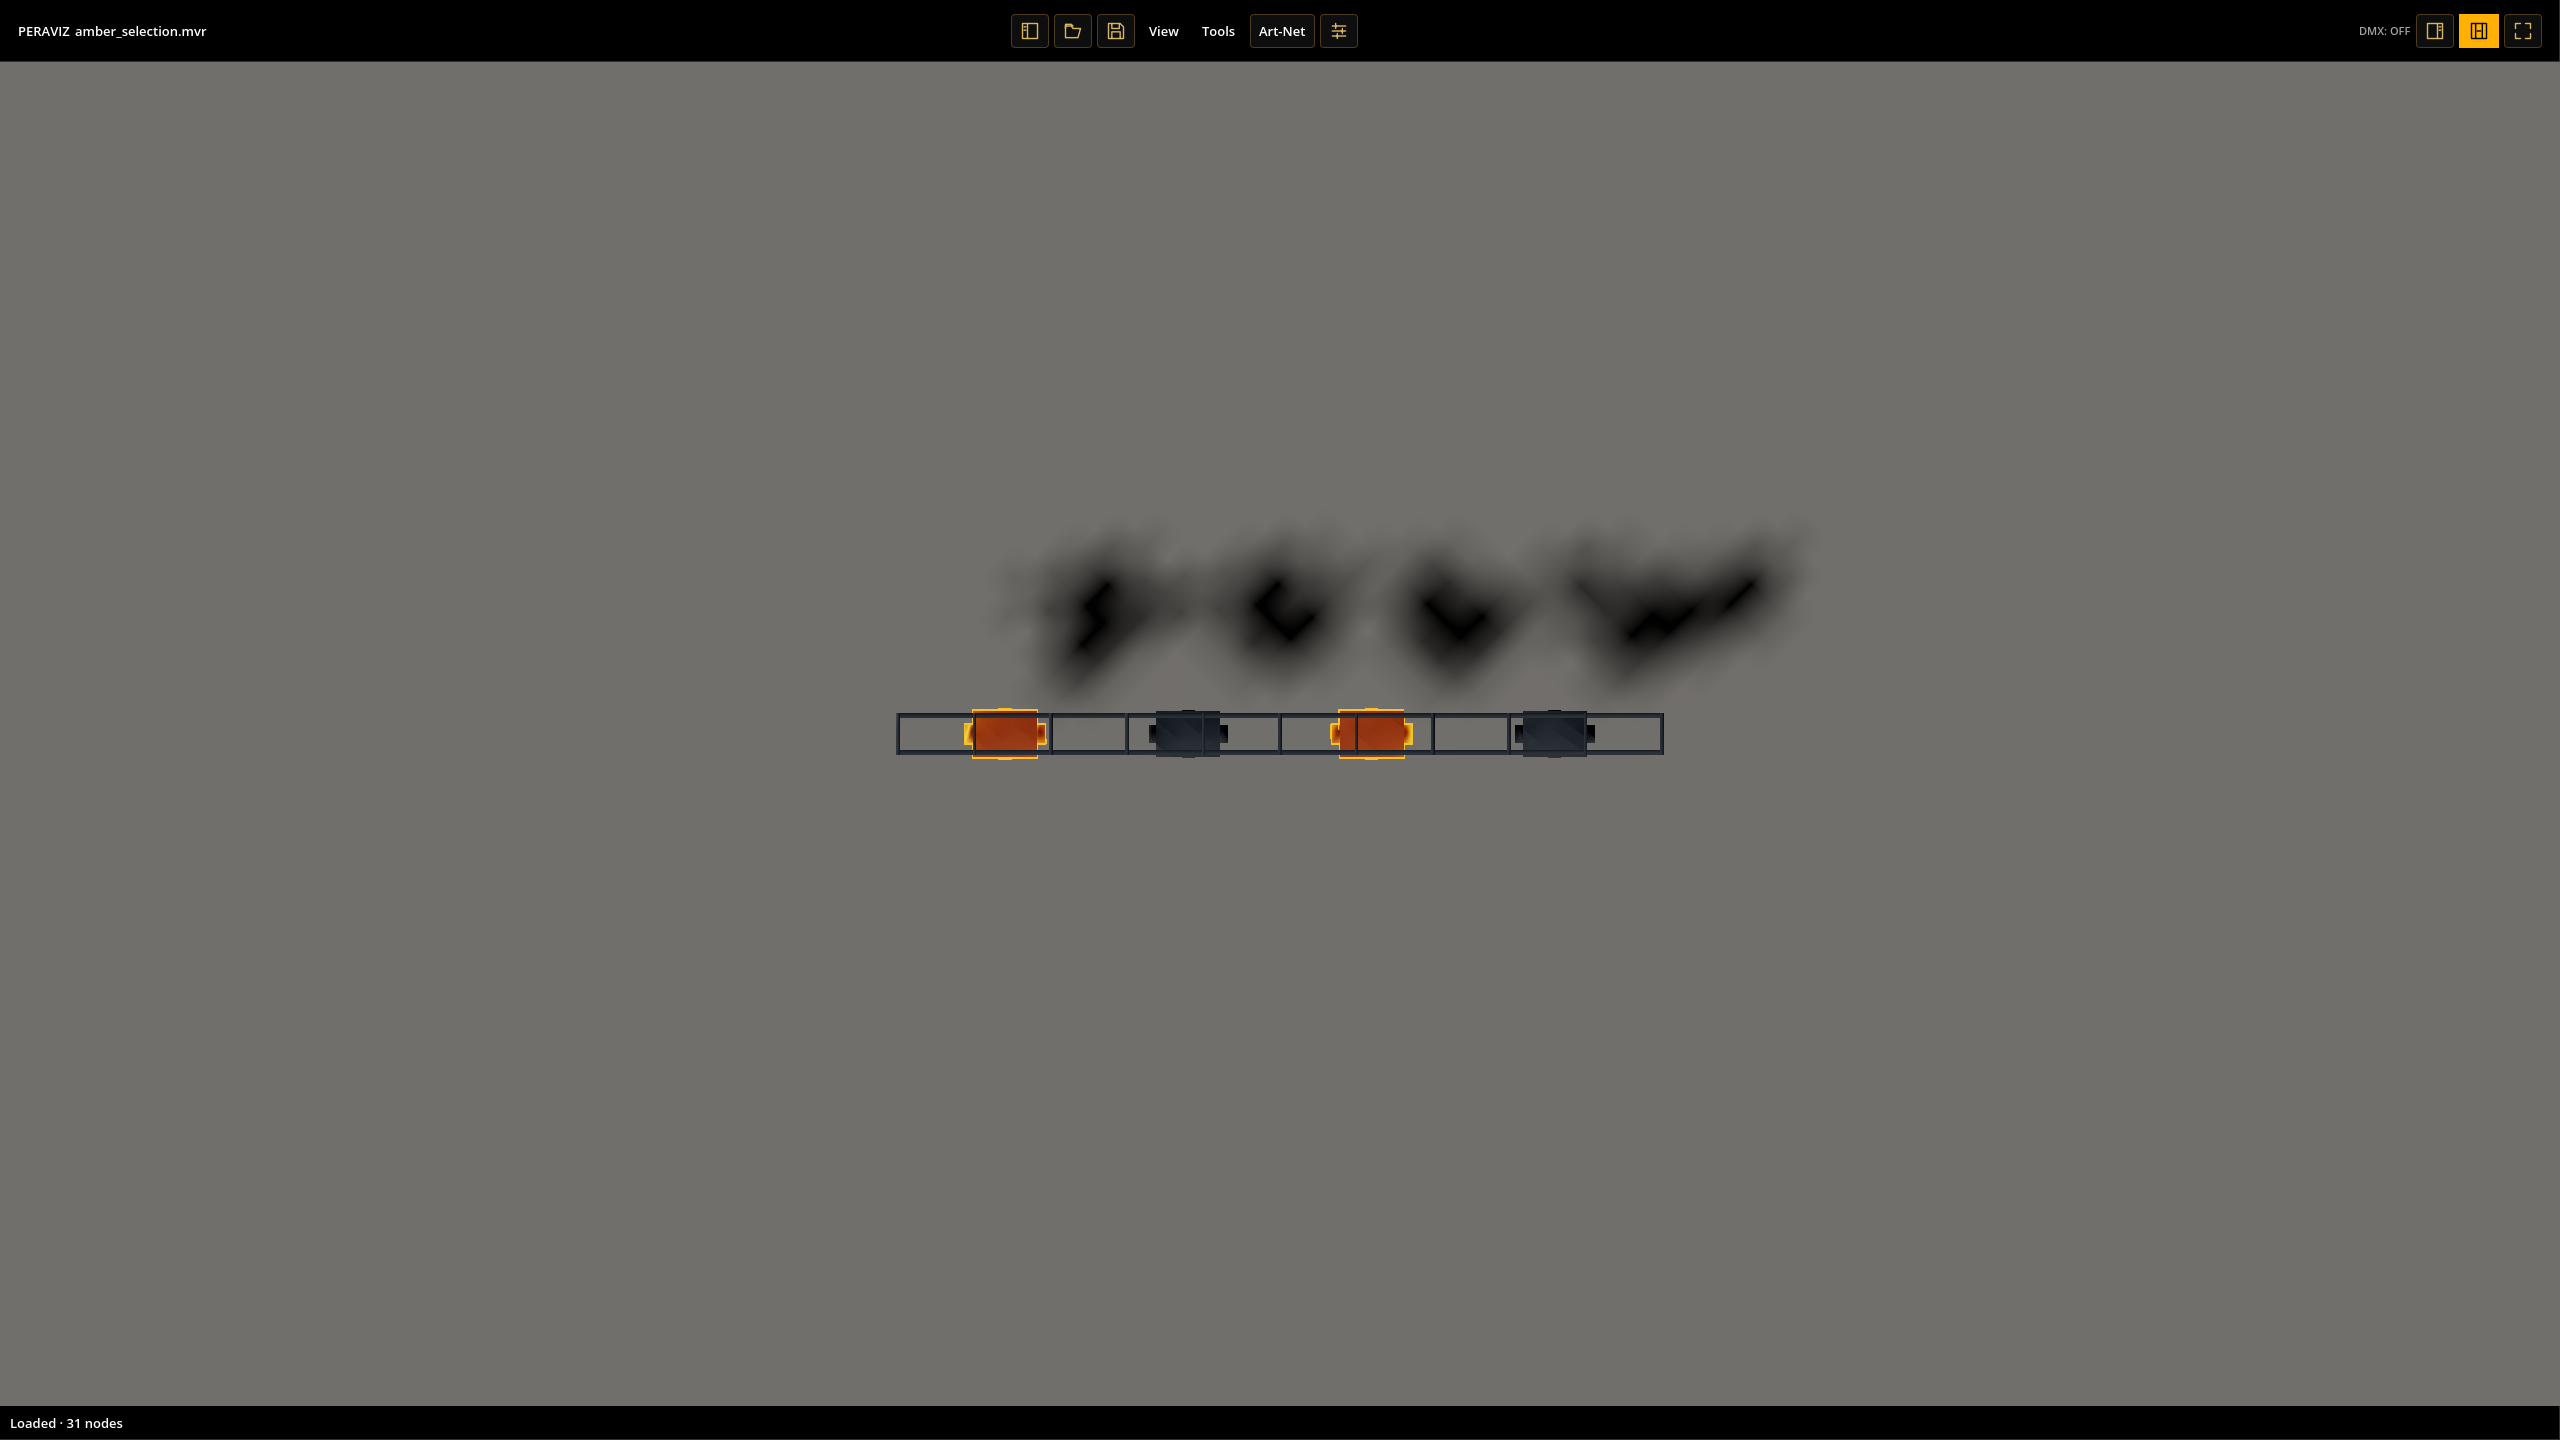 PERAVIZ amber_selection.mvr
View Tools Art-Net
DMX: OFF
Loaded · 31 nodes